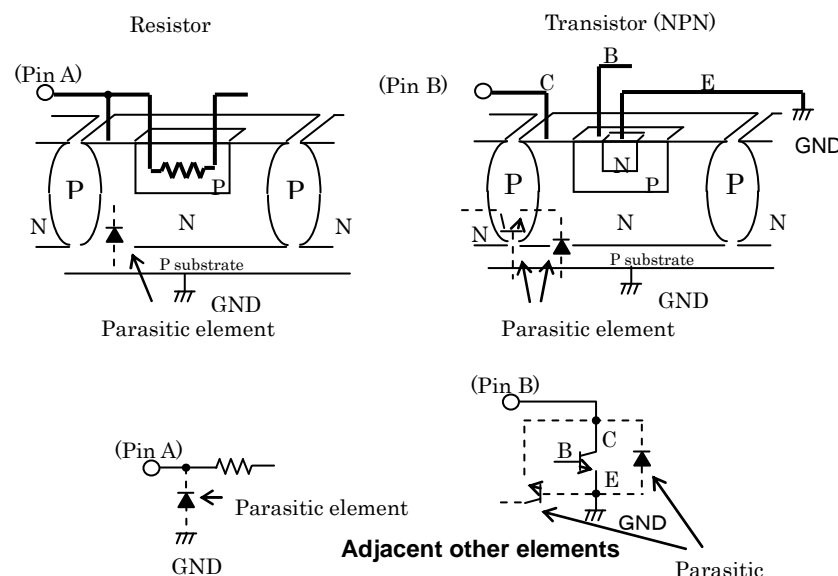 Resistor
Transistor (NPN)
(Pin A)
(Pin B)
C
B
E
GND
P
P
P
N
N
N
P substrate
GND
Parasitic element
P
N
P
P
N
N
P substrate
GND
Parasitic element
(Pin A)
Parasitic element
GND
(Pin B)
C
B
E
GND
Adjacent other elements
Parasitic